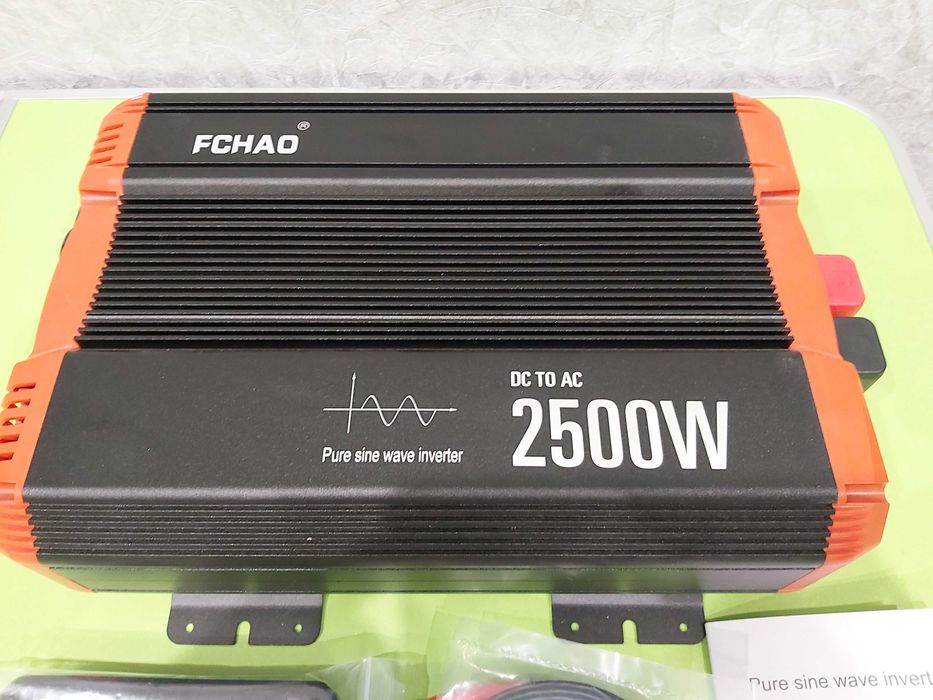 FCHAO®
DC TO AC
2500W
Pure sine wave inverter
Pure sine wave invert